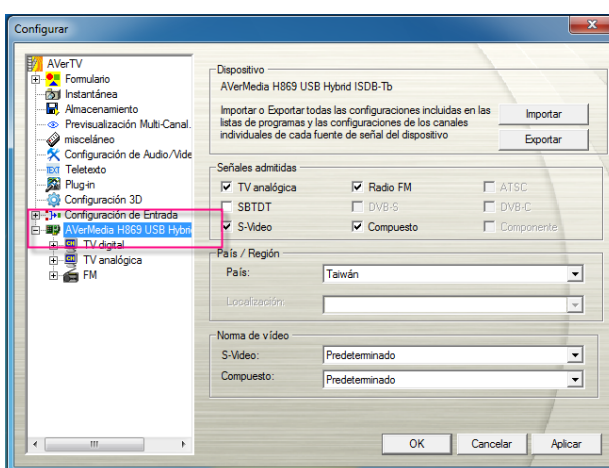 Configurar
AVerTV
Formulario
Instantánea
Almacenamiento
Previsualización Multi-Canal.
misceláneo
Configuración de Audio/Vide
TEXT Teletexto
Plug-in
Configuración 3D
Configuración de Entrada
AVerMedia H869 USB Hybri
TV digital
TV analógica
FM
Dispositivo
AVerMedia H869 USB Hybrid ISDB-Tb
Importar o Exportar todas las configuraciones incluidas en las
listas de programas y las configuraciones de los canales
individuales de cada fuente de señal del dispositivo
Importar
Exportar
Señales admitidas
TV analógica Radio FM ATSC
SBTDT DVB-S DVB-C
S-Video Compuesto Componente
País / Región
País: Taiwán
Localización:
Norma de vídeo
S-Video: Predeterminado
Compuesto: Predeterminado
OK Cancelar Aplicar